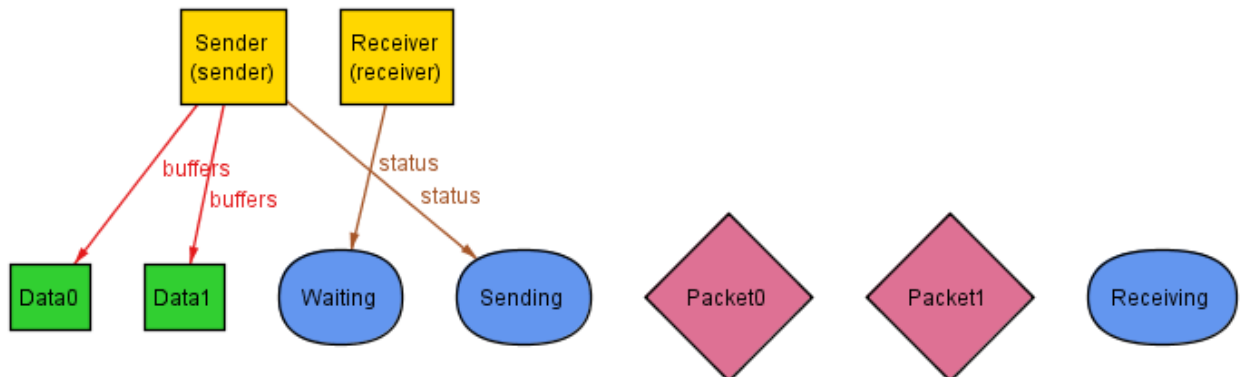 Sender
(sender)
Receiver
(receiver)
buffers
status
buffers
status
Data0
Data1
Waiting
Sending
Packet0
Packet1
Receiving